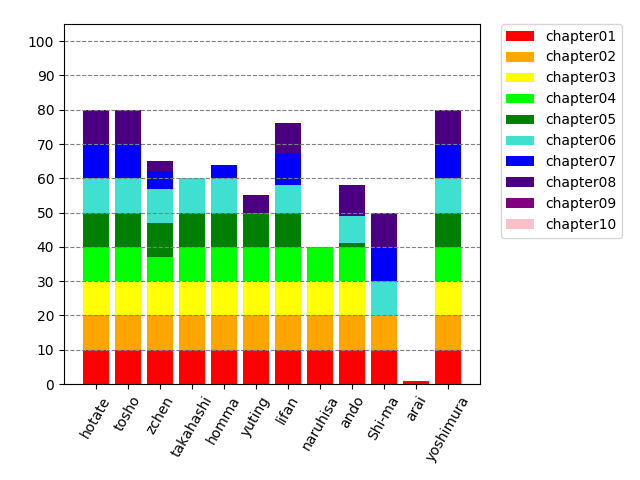 100
90
80
70
60
50
40
30
20
10
0
hotate
tosho
zchen
takahashi
homma
yuting
lifan
naruhisa
ando
Shi-ma
arai
yoshimura
chapter01
chapter02
chapter03
chapter04
chapter05
chapter06
chapter07
chapter08
chapter09
chapter10